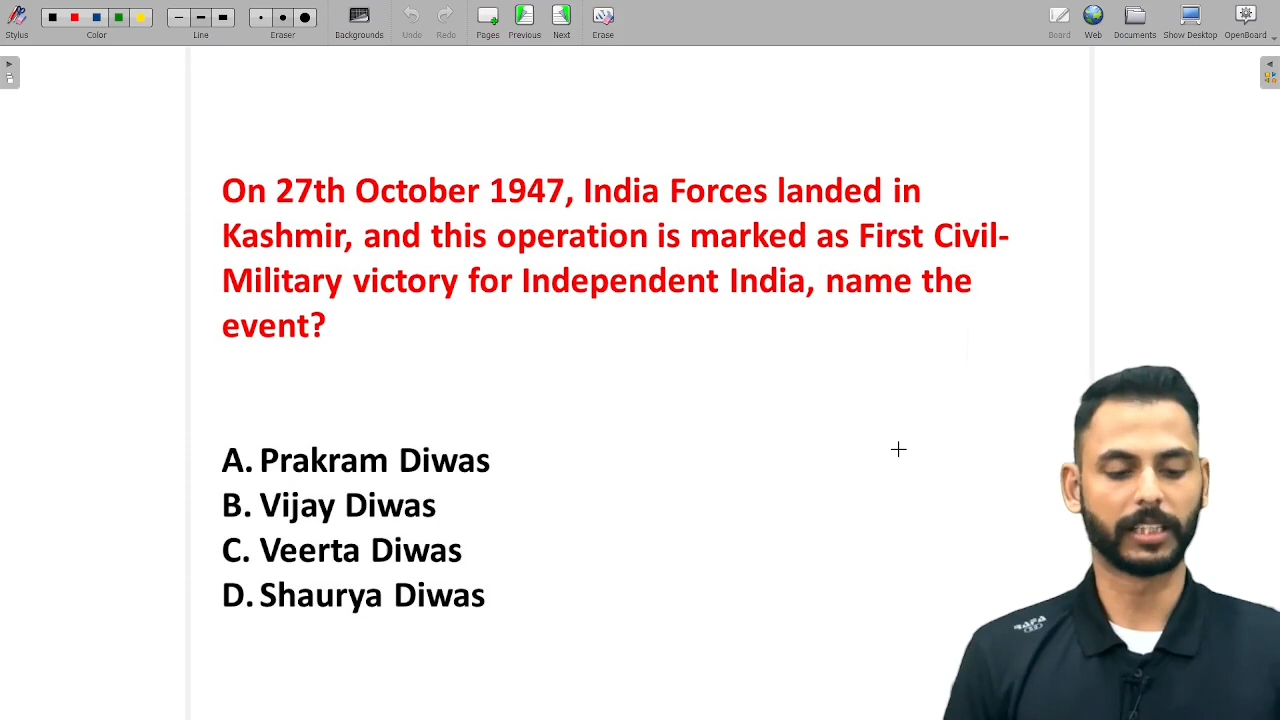 Stylus
Color
Line
Eraser
Backgrounds
Undo
Redo
Pages
Previous
Next
Erase
Board
Web
Documents
Show Desktop
OpenBoard
On 27th October 1947, India Forces landed in
Kashmir, and this operation is marked as First Civil-
Military victory for Independent India, name the
event?
A. Prakram Diwas
B. Vijay Diwas
C. Veerta Diwas
D. Shaurya Diwas